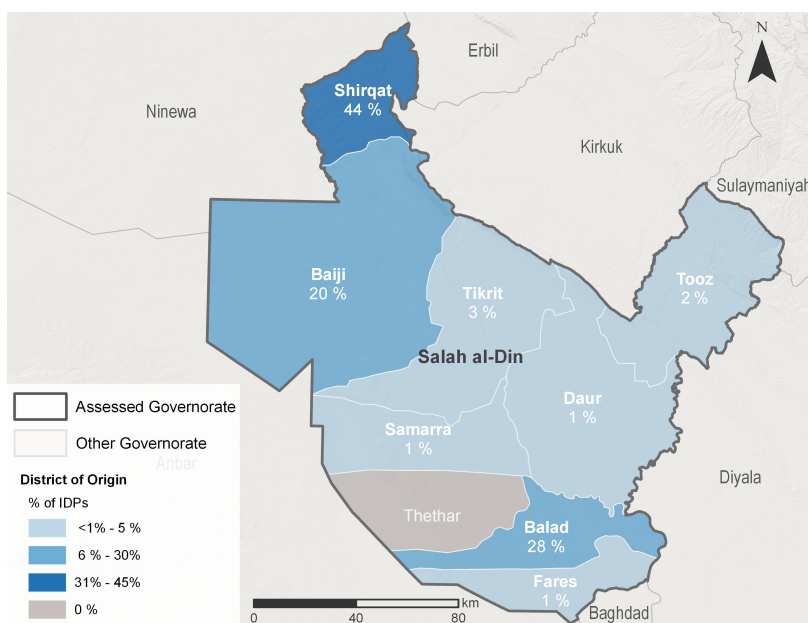 N
Erbil
Shirqat
44 %
Ninewa
Kirkuk
Sulaymaniyah
Baiji
20 %
Tikrit
3 %
Tooz
2 %
Salah al-Din
Daur
1 %
Samarra
1 %
Assessed Governorate
Other Governorate
Anbar
District of Origin
% of IDPs
<1% - 5 %
6 % - 30%
31% - 45%
0 %
Diyala
Thethar
Balad
28 %
Fares
1 %
Baghdad
km
0
40
80